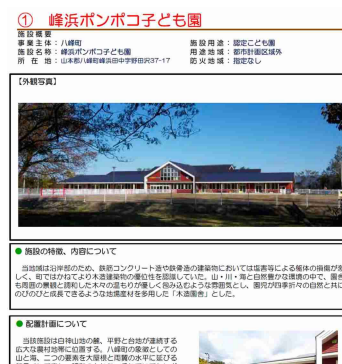 ① 峰浜ポンポコ子ども園
施設概要
事業主体：八峰町
施設用途：認定こども園
施設名称：峰浜ポンポコ子ども園
用途地域：都市計画区域外
所在地：山本郡八峰町峰浜田中字野田沢37-17
防火地域：指定なし
【外観写真】
● 施設の特徴、内容について
当地域は沿岸部のため、鉄筋コンクリート造や鉄骨造の建築物においては塩害等による躯体の損傷が
しく、町ではかねてより木造建築物の優位性を認識していた。山・川・海と自然豊かな環境の中で、園舎
も周囲の景観と調和した木々の温もりが優しく包み込むような雰囲気とし、園児が四季折々の自然と共に
のびのびと成長できるような地場産材を多用した「木造園舎」とした。
● 配置計画について
当該施設は白神山地の麓、平野と台地が連続する
広大な農村地帯に位置する。八峰町の象徴としての
山と海、二つの要素を大屋根と両翼の水平に延びる